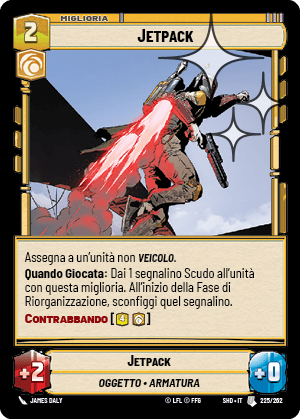 MIGLIORIA
2
JETPACK
Assegna a un'unità non VEICOLO.
Quando Giocata: Dai 1 segnalino Scudo all'unità
con questa miglioria. All'inizio della Fase di
Riorganizzazione, sconfiggi quel segnalino.
CONTRABBANDO [4 ]
JETPACK
+2
+0
OGGETTO • ARMATURA
JAMES DALY
© LFL © FFG
SHD • IT
225/262